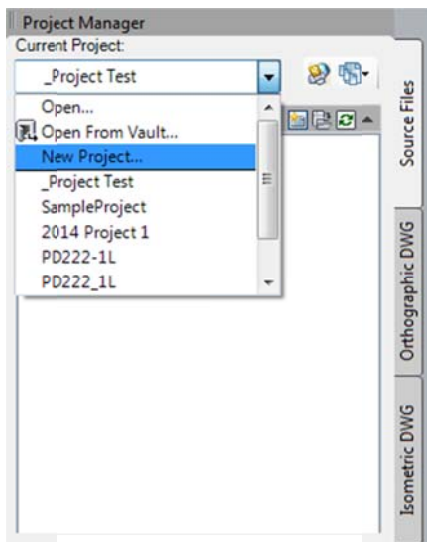 Project Manager
Current Project:
_Project Test
Open...
Open From Vault...
New Project...
_Project Test
SampleProject
2014 Project 1
PD222-1L
PD222_1L
Source Files
Orthographic DWG
Isometric DWG